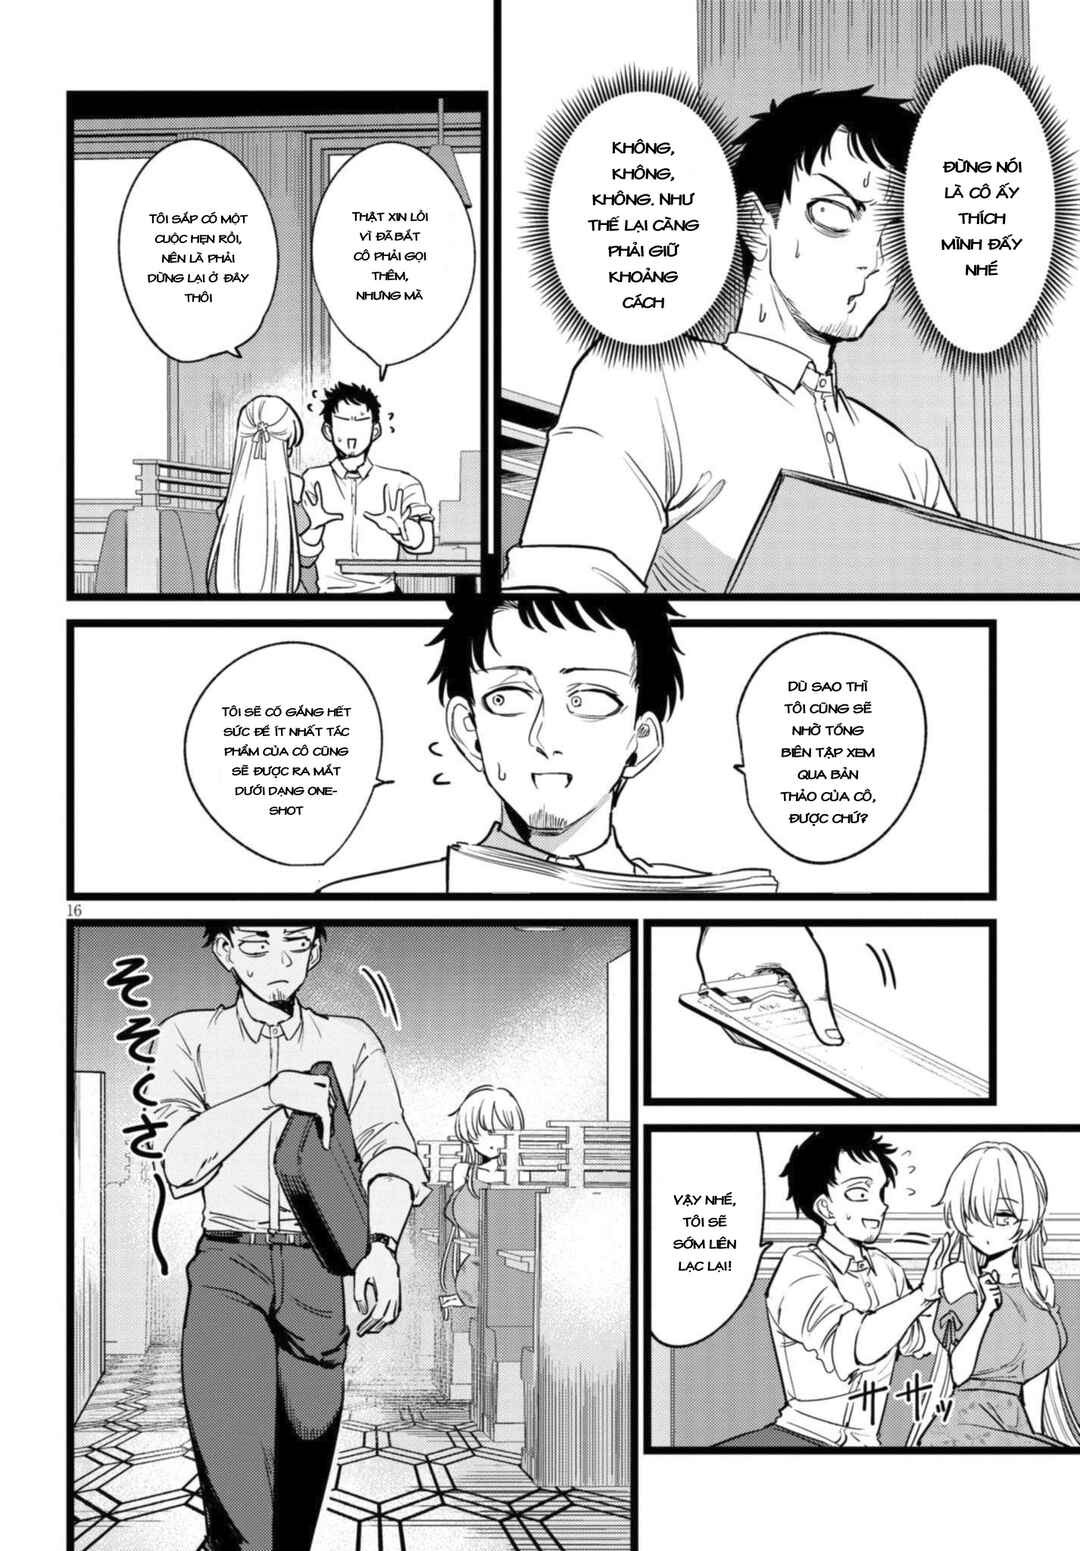 ĐỪNG NÓI
LÀ CÔ ẤY
THÍCH
MÌNH ĐẤY
NHÉ
KHÔNG,
KHÔNG,
KHÔNG. NHƯ
THẾ LẠI CÀNG
PHẢI GIỮ
KHOẢNG
CÁCH
THẬT XIN LỖI
VÌ ĐÃBẮT
CÔ PHẢI GỌI
THÊM,
NHƯNG MÀ
TÔI SẮP CÓ MỘT
CUỘC HẸN RỒI,
NÊN LÀ PHẢI
DỪNG LẠI Ở ĐÂY
THÔI
DÙ SAO THÌ
TÔI CŨNG SẼ
NHỜ TỔNG
BIÊN TẬP XEM
QUA BẢN
THẢO CỦA CÔ,
ĐƯỢC CHỨ?
TÔI SẼ CỐ GẮNG HẾT
SỨC ĐỂ ÍT NHẤT TÁC
PHẨM CỦA CÔ CŨNG
SẼ ĐƯỢC RA MẮT
DƯỚI DẠNG ONE-
SHOT
16
VẬY NHÉ,
TÔI SẼ
SỚM LIÊN
LẠC LẠI!
ササッ
そそくさーっ